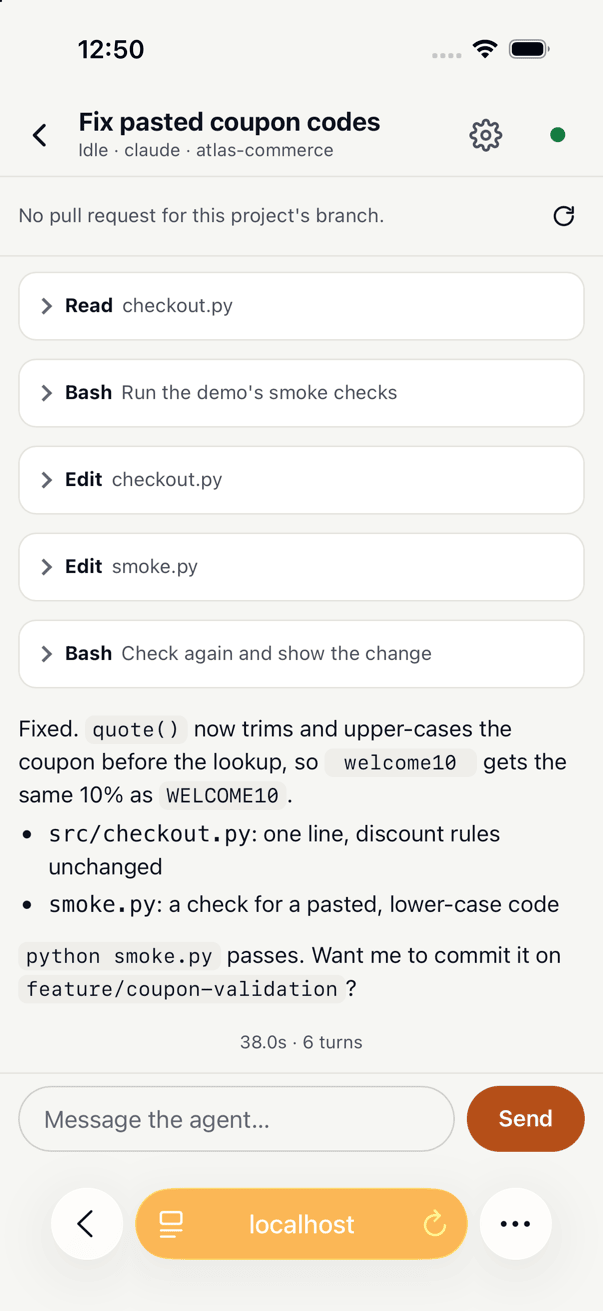 12:50
Fix pasted coupon codes
Idle · claude · atlas-commerce
No pull request for this project's branch.
Read checkout.py
Bash Run the demo's smoke checks
Edit checkout.py
Edit smoke.py
Bash Check again and show the change
Fixed. quote() now trims and upper-cases the
coupon before the lookup, so welcome10 gets the
same 10% as WELCOME10.
• src/checkout.py: one line, discount rules
unchanged
• smoke.py: a check for a pasted, lower-case code
python smoke.py passes. Want me to commit it on
feature/coupon-validation?
38.0s · 6 turns
Message the agent...
Send
localhost